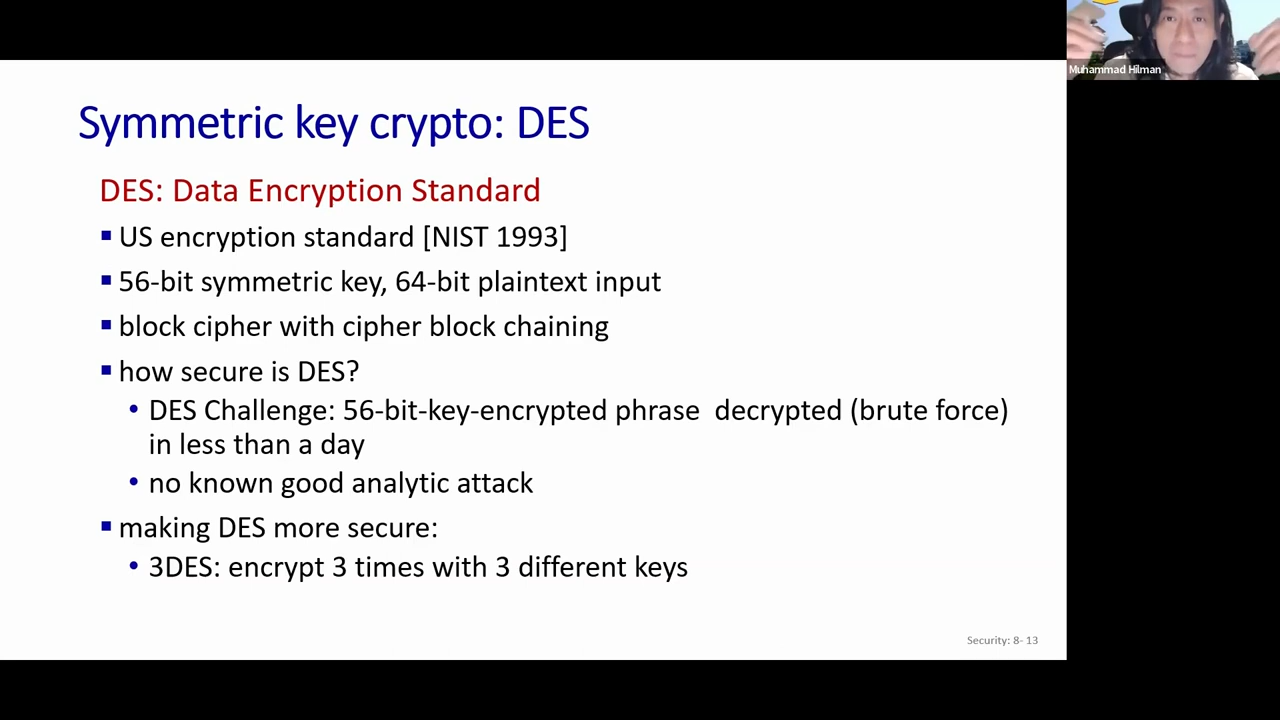 Muhammad Hilman
Symmetric key crypto: DES
DES: Data Encryption Standard
▪ US encryption standard [NIST 1993]
▪ 56-bit symmetric key, 64-bit plaintext input
▪ block cipher with cipher block chaining
▪ how secure is DES?
• DES Challenge: 56-bit-key-encrypted phrase decrypted (brute force)
in less than a day
• no known good analytic attack
▪ making DES more secure:
• 3DES: encrypt 3 times with 3 different keys
Security: 8- 13